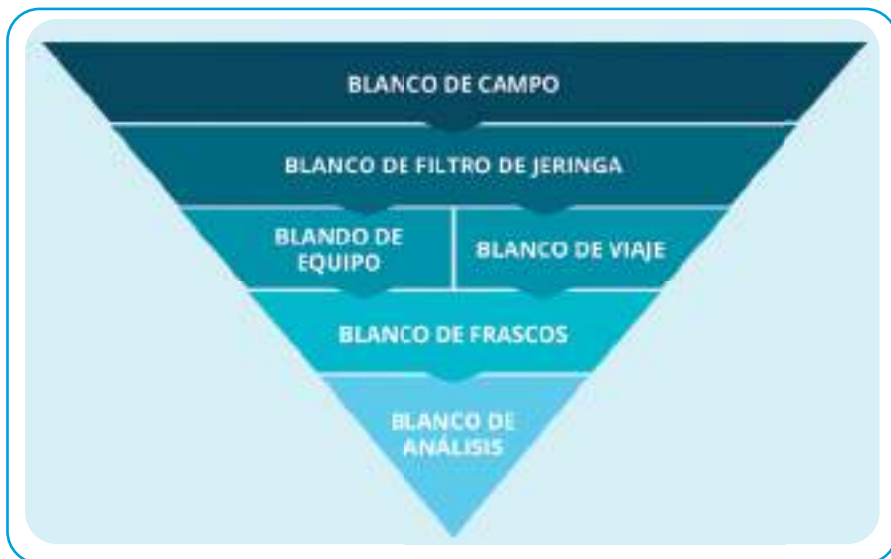 BLANCO DE CAMPO
BLANCO DE FILTRO DE JERINGA
BLANDO DE
EQUIPO
BLANCO DE VIAJE
BLANCO DE FRASCOS
BLANCO DE
ANÁLISIS